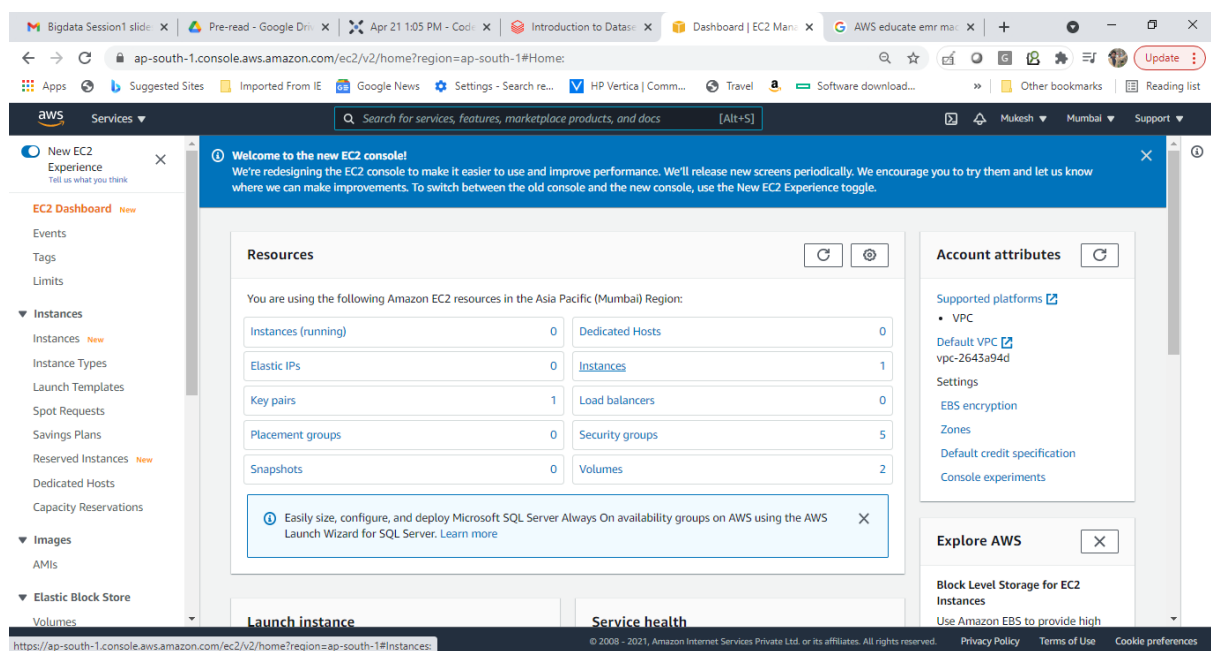 Bigdata Session1 slide
Pre-read - Google Driv
Apr 21 1:05 PM - Code
Introduction to Datase
Dashboard | EC2 Mana
AWS educate emr mac
ap-south-1.console.aws.amazon.com/ec2/v2/home?region=ap-south-1#Home:
Update
Apps
Suggested Sites
Imported From IE
Google News
Settings - Search re...
HP Vertica | Comm...
Travel
Software download...
»
Other bookmarks
Reading list
aws
Services
Search for services, features, marketplace products, and docs
[Alt+S]
Mukesh
Mumbai
Support
New EC2
Experience
Tell us what you think
Welcome to the new EC2 console!
We're redesigning the EC2 console to make it easier to use and improve performance. We'll release new screens periodically. We encourage you to try them and let us know
where we can make improvements. To switch between the old console and the new console, use the New EC2 Experience toggle.
EC2 Dashboard New
Events
Tags
Limits
Instances
Instances New
Instance Types
Launch Templates
Spot Requests
Savings Plans
Reserved Instances New
Dedicated Hosts
Capacity Reservations
Images
AMIs
Elastic Block Store
Volumes
Resources
You are using the following Amazon EC2 resources in the Asia Pacific (Mumbai) Region:
Instances (running) 0
Dedicated Hosts 0
Elastic IPs 0
Instances 1
Key pairs 1
Load balancers 0
Placement groups 0
Security groups 5
Snapshots 0
Volumes 2
Easily size, configure, and deploy Microsoft SQL Server Always On availability groups on AWS using the AWS
Launch Wizard for SQL Server. Learn more
Launch instance
Service health
Account attributes
Supported platforms
• VPC
Default VPC
vpc-2643a94d
Settings
EBS encryption
Zones
Default credit specification
Console experiments
Explore AWS
Block Level Storage for EC2
Instances
Use Amazon EBS to provide high
https://ap-south-1.console.aws.amazon.com/ec2/v2/home?region=ap-south-1#Instances:
© 2008 - 2021, Amazon Internet Services Private Ltd. or its affiliates. All rights reserved.
Privacy Policy
Terms of Use
Cookie preferences